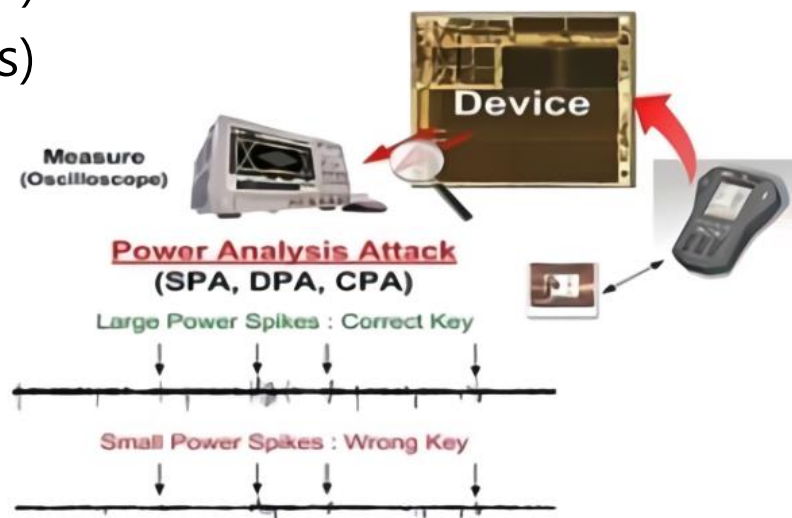 )
s)
Device
Measure
(Oscilloscope)
Power Analysis Attack
(SPA, DPA, CPA)
Large Power Spikes : Correct Key
Small Power Spikes : Wrong Key